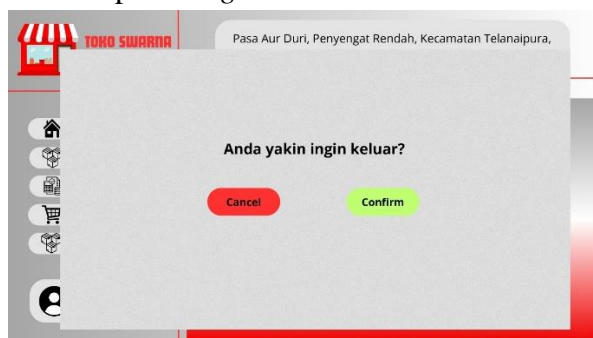 TOKO SWARNA
Pasa Aur Duri, Penyengat Rendah, Kecamatan Telanaipura,
Anda yakin ingin keluar?
Cancel
Confirm